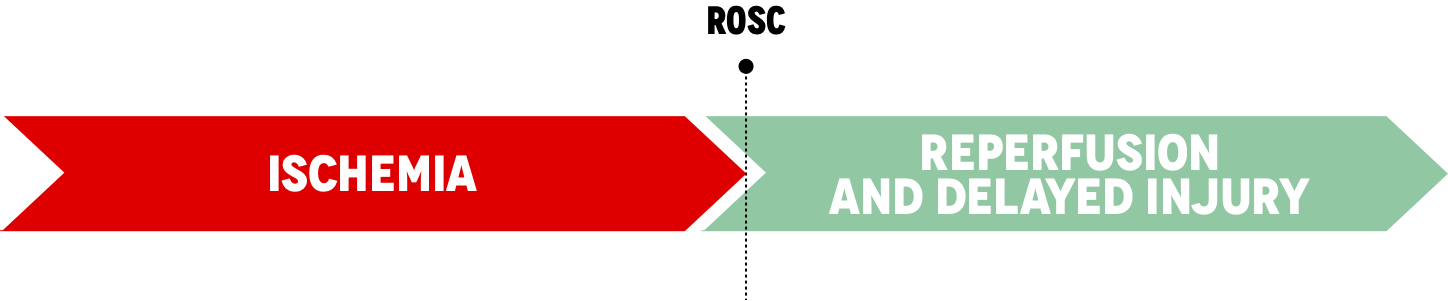 ROSC
ISCHEMIA
REPERFUSION
AND DELAYED INJURY